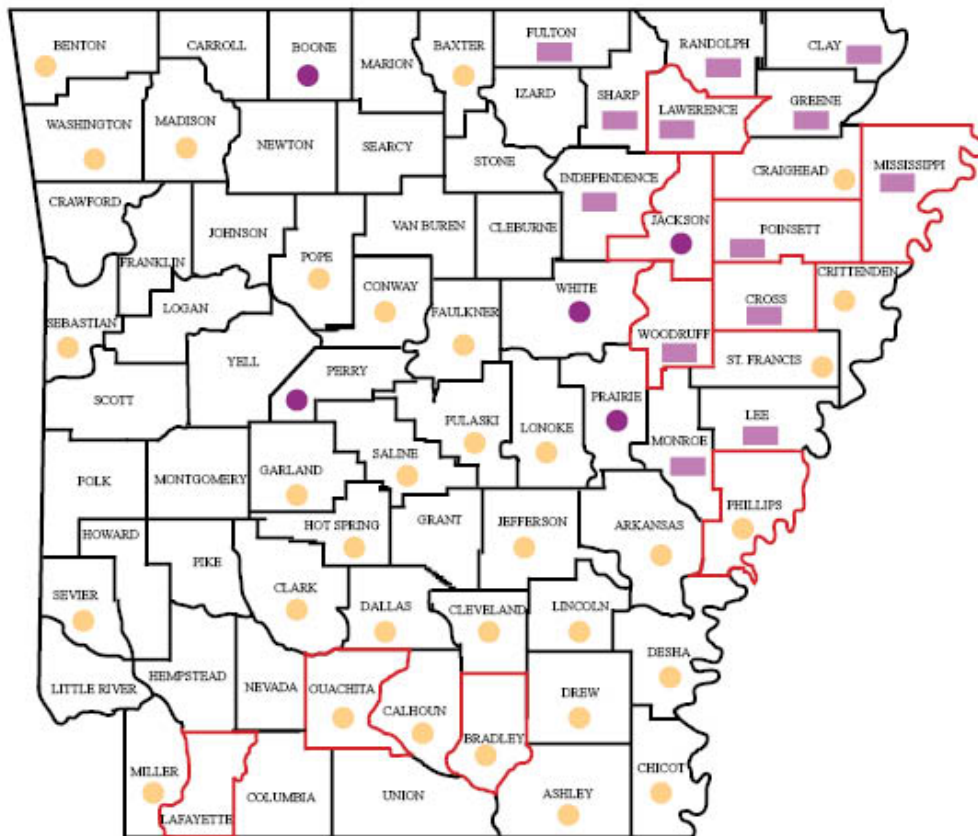 BENTON
CARROLL
BOONE
MARION
BAXTER
FULTON
RANDOLPH
CLAY
IZARD
SHARP
LAWERENCE
GREENE
WASHINGTON
MADISON
NEWTON
SEARCY
STONE
INDEPENDENCE
CRAIGHEAD
MISSISSIPPI
CRAWFORD
FRANKLIN
JOHNSON
POPE
VAN BUREN
CLEBURNE
JACKSON
POINSETT
CRITTENDEN
SEBASTIAN
LOGAN
CONWAY
FAULKNER
WHITE
WOODRUFF
CROSS
ST. FRANCIS
SCOTT
YELL
PERRY
PULASKI
LONOKE
PRAIRIE
MONROE
LEE
POLK
MONTGOMERY
GARLAND
SALINE
PHILLIPS
HOWARD
PIKE
HOT SPRING
GRANT
JEFFERSON
ARKANSAS
SEVIER
CLARK
DALLAS
CLEVELAND
LINCOLN
DESHA
LITTLE RIVER
HEMPSTEAD
NEVADA
OUACHITA
CALHOUN
BRADLEY
DREW
MILLER
LAFAYETTE
COLUMBIA
UNION
ASHLEY
CHICOT